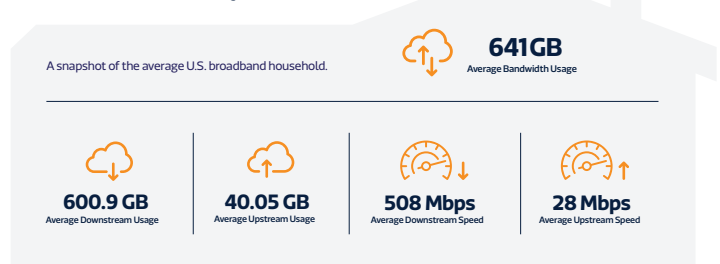 641GB
A snapshot of the average U.S. broadband household.
Average Bandwidth Usage
600.9 GB
Average Downstream Usage
40.05 GB
Average Upstream Usage
508 Mbps
Average Downstream Speed
28 Mbps
Average Upstream Speed